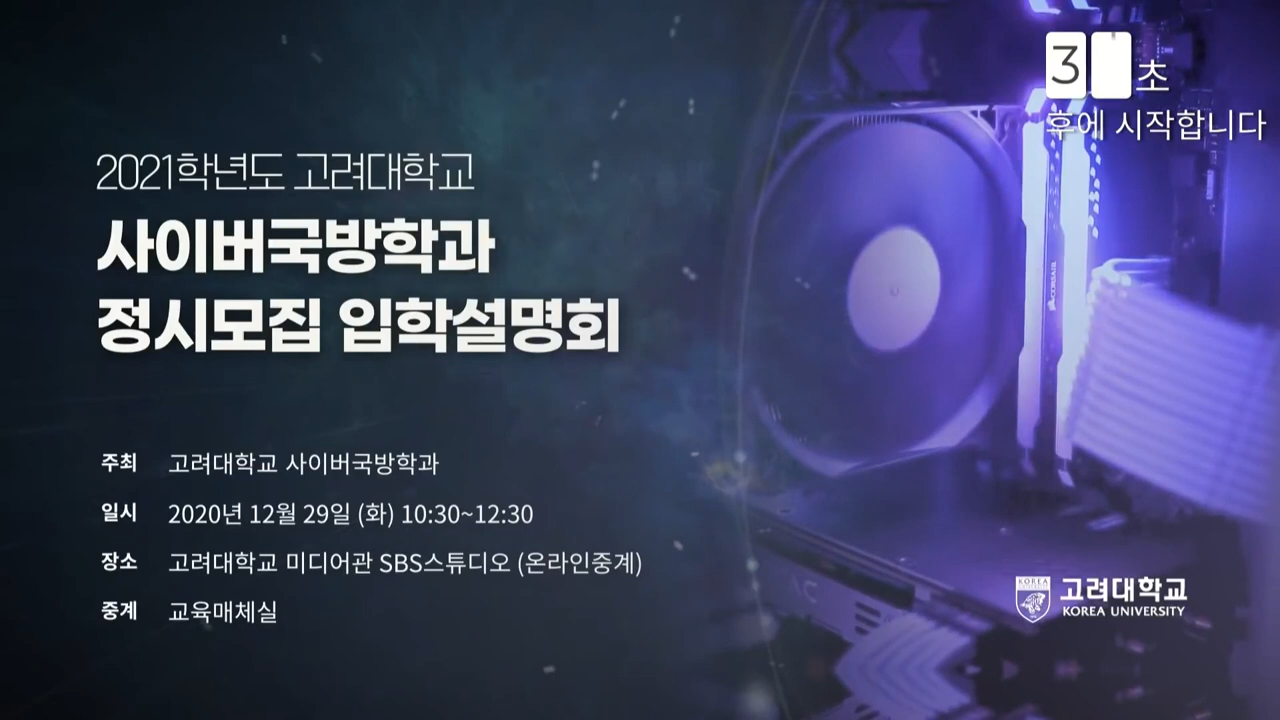 3 초
후에 시작합니다
2021학년도 고려대학교
사이버국방학과
정시모집 입학설명회
주최 고려대학교 사이버국방학과
일시 2020년 12월 29일 (화) 10:30~12:30
장소 고려대학교 미디어관 SBS스튜디오 (온라인중계)
중계 교육매체실
CORSAIR
KOREA
고려대학교
KOREA UNIVERSITY